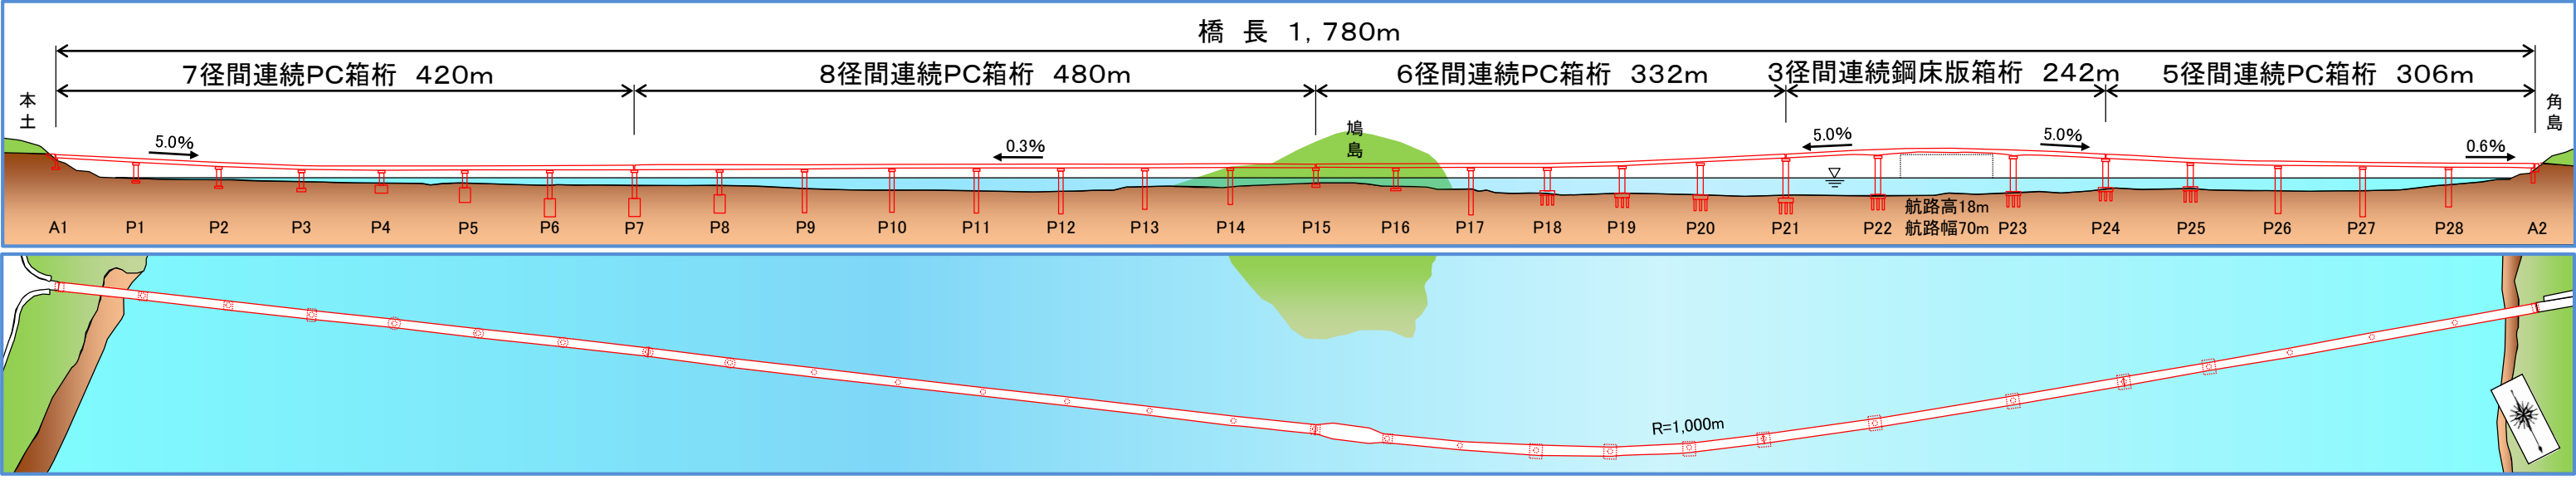 橋 長 1,780m
7径間連続PC箱桁 420m
8径間連続PC箱桁 480m
6径間連続PC箱桁 332m
3径間連続鋼床版箱桁 242m
5径間連続PC箱桁 306m
本土
鳩島
角島
5.0%
0.3%
5.0%
5.0%
0.6%
航路高18m
航路幅70m
A1 P1 P2 P3 P4 P5 P6 P7 P8 P9 P10 P11 P12 P13 P14 P15 P16 P17 P18 P19 P20 P21 P22 P23 P24 P25 P26 P27 P28 A2
R=1,000m